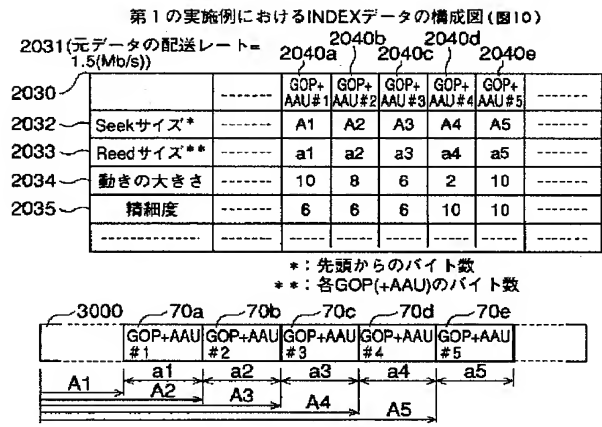 第1の実施例におけるINDEXデータの構成図(図10)
2031(元データの配送レート=
1.5(Mb/s))
2040a 2040b 2040c 2040d 2040e
2030
------- GOP+ GOP+ GOP+ GOP+ GOP+ -------
AAU#1 AAU#2 AAU#3 AAU#4 AAU#5
2032 Seekサイズ* ------- A1 A2 A3 A4 A5 -------
2033 Reedサイズ** ------- a1 a2 a3 a4 a5 -------
2034 動きの大きさ ------- 10 8 6 2 10 -------
2035 精細度 ------- 6 6 6 10 10 -------
*：先頭からのバイト数
**：各GOP(+AAU)のバイト数
3000 70a 70b 70c 70d 70e
GOP+AAU GOP+AAU GOP+AAU GOP+AAU GOP+AAU
#1 #2 #3 #4 #5
a1 a2 a3 a4 a5
A1 A2 A3 A4 A5